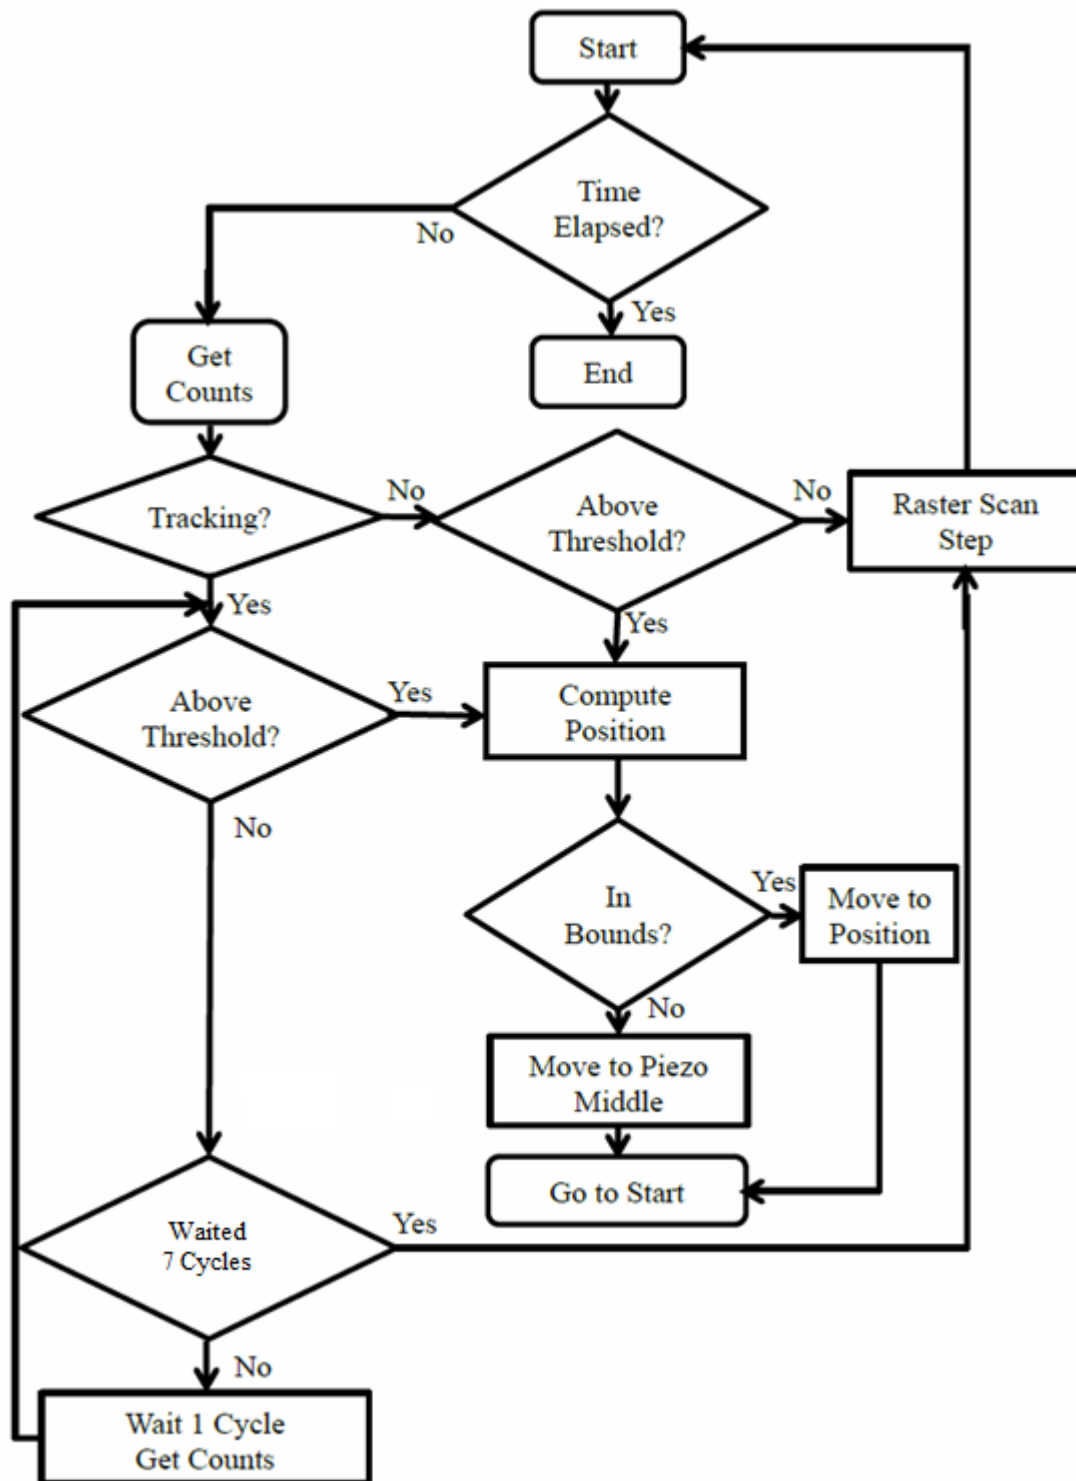 Start
Time
Elapsed?
No
Yes
End
Get
Counts
Tracking?
No
Above
Threshold?
No
Raster Scan
Step
Yes
Yes
Above
Threshold?
Yes
Compute
Position
No
In
Bounds?
Yes
Move to
Position
No
Move to Piezo
Middle
Go to Start
Waited
7 Cycles
Yes
No
Wait 1 Cycle
Get Counts